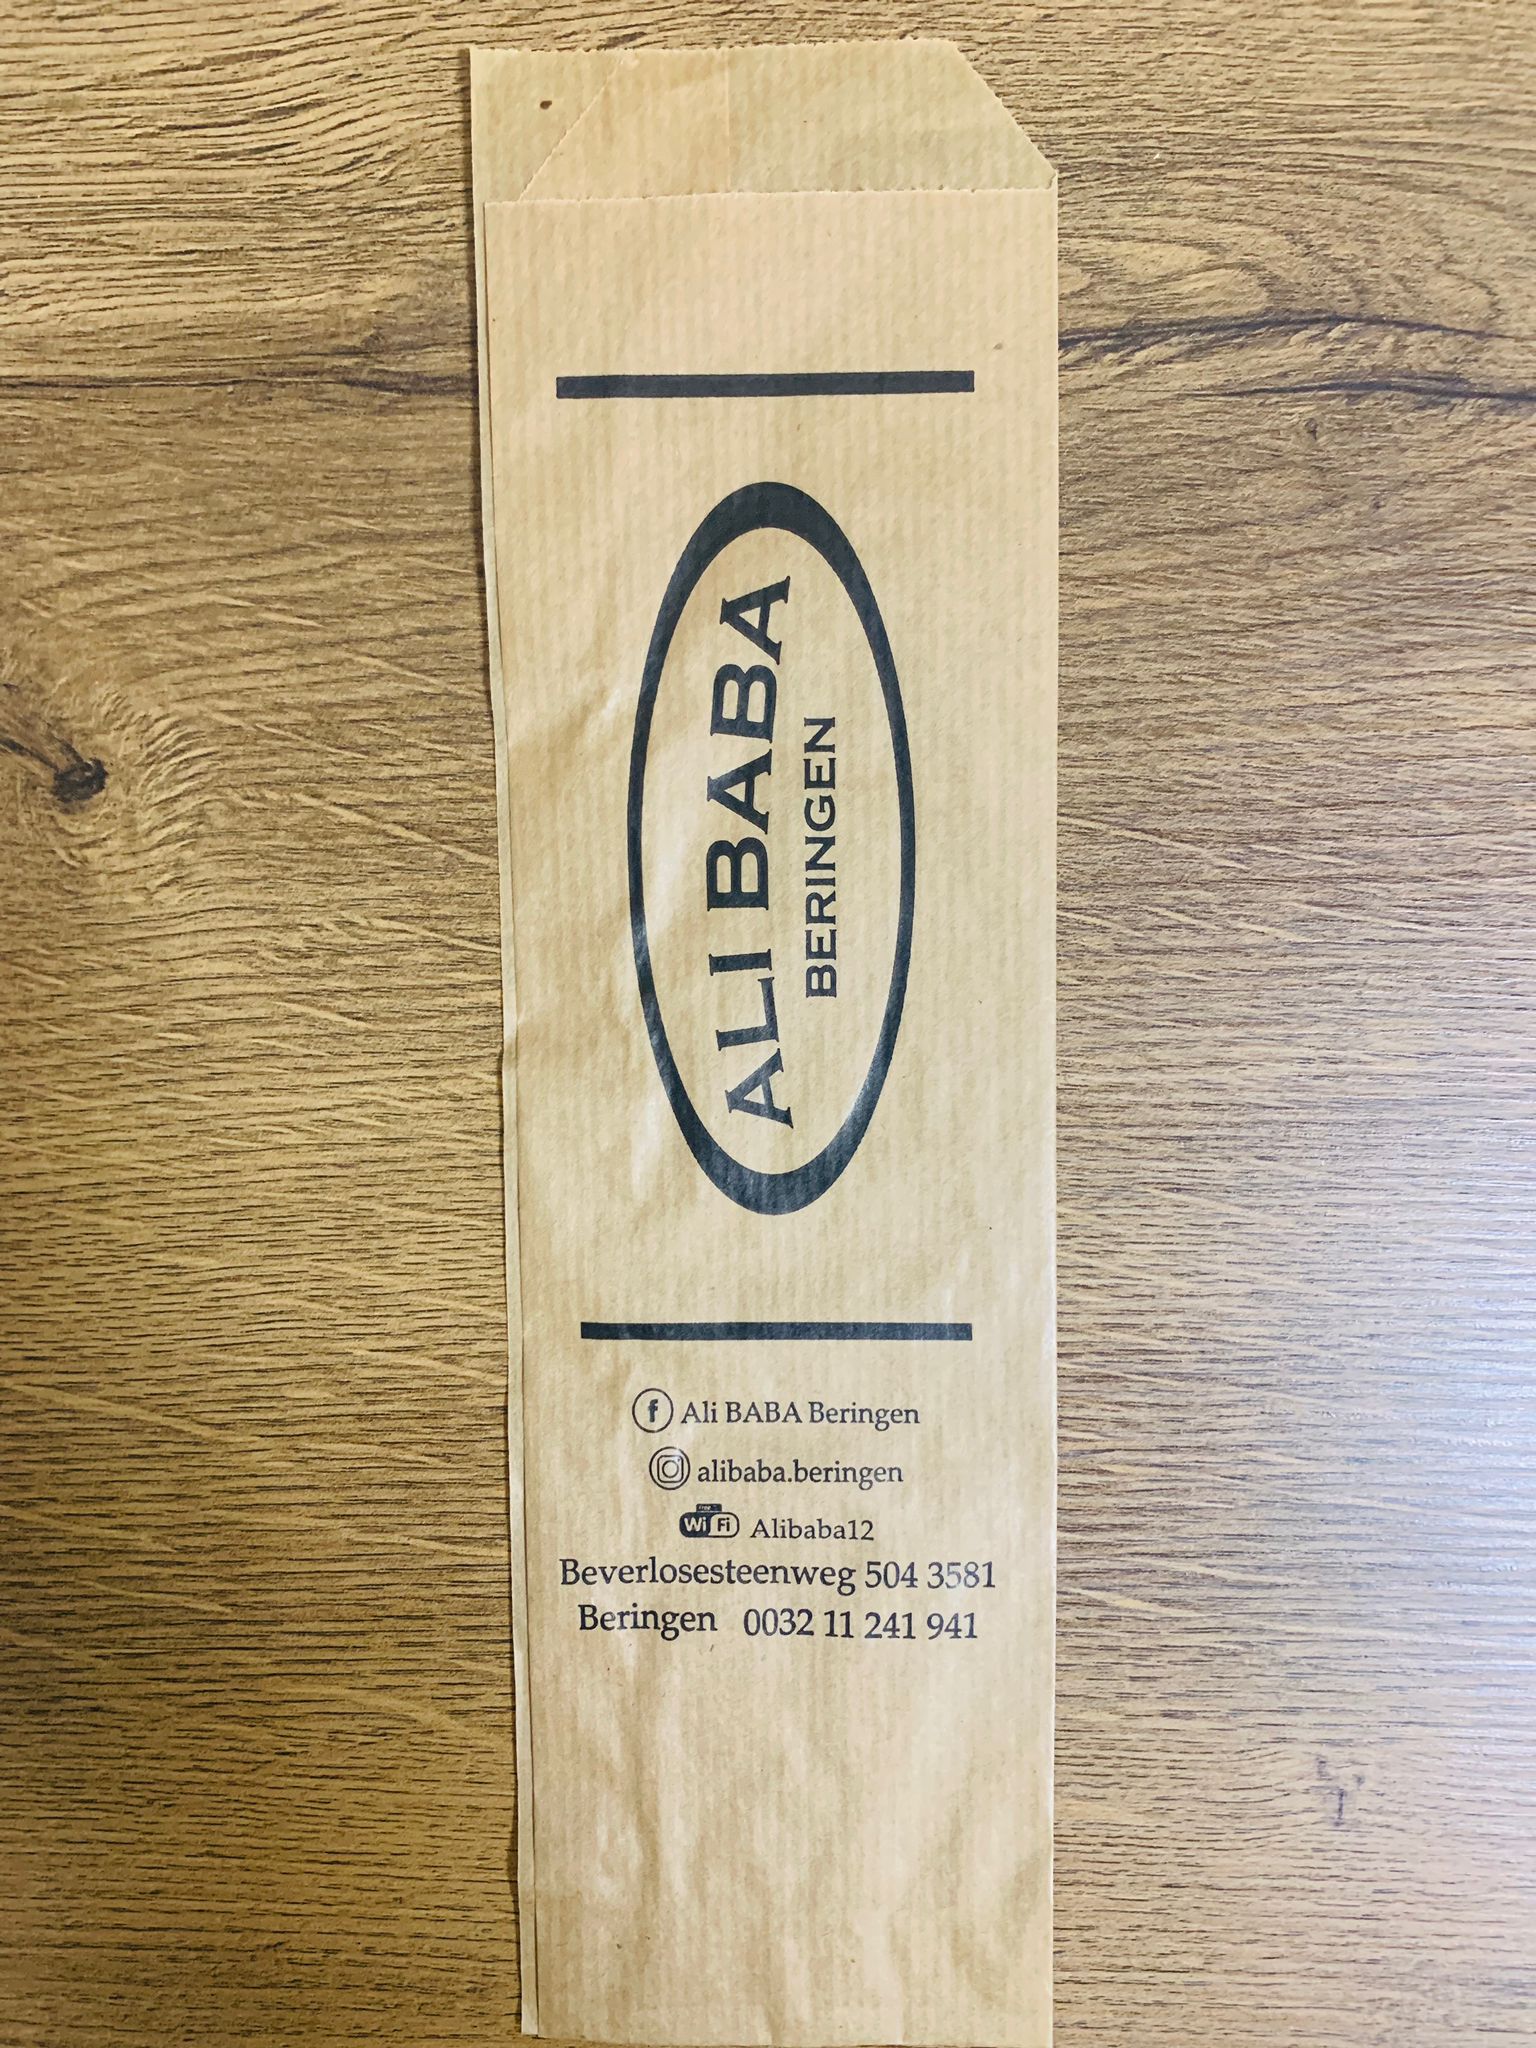 ALI BABA
BERINGEN
Ali BABA Beringen
alibaba.beringen
Free
Wi Fi Alibaba12
Beverlosesteenweg 504 3581
Beringen 0032 11 241 941